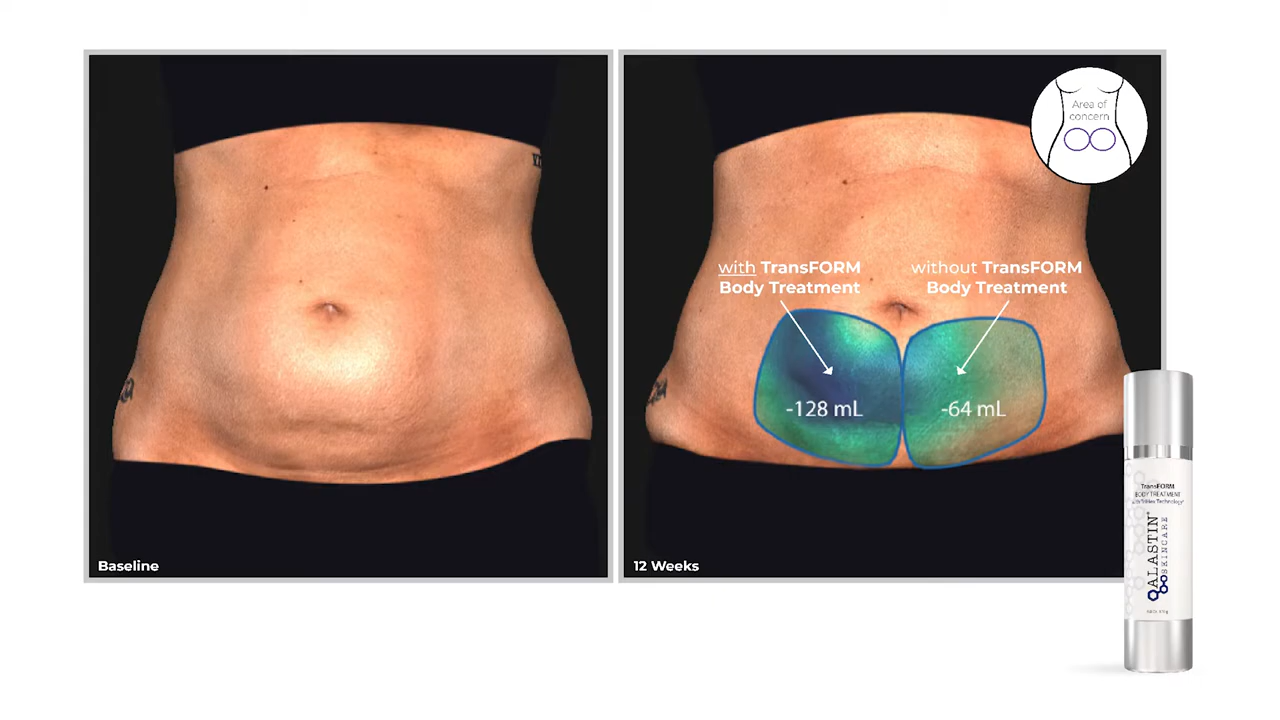 Area of
concern
with TransFORM
Body Treatment
without TransFORM
Body Treatment
-128 mL
-64 mL
Baseline
12 Weeks
TransFORM
BODY TREATMENT
ALASTIN®
SKINCARE